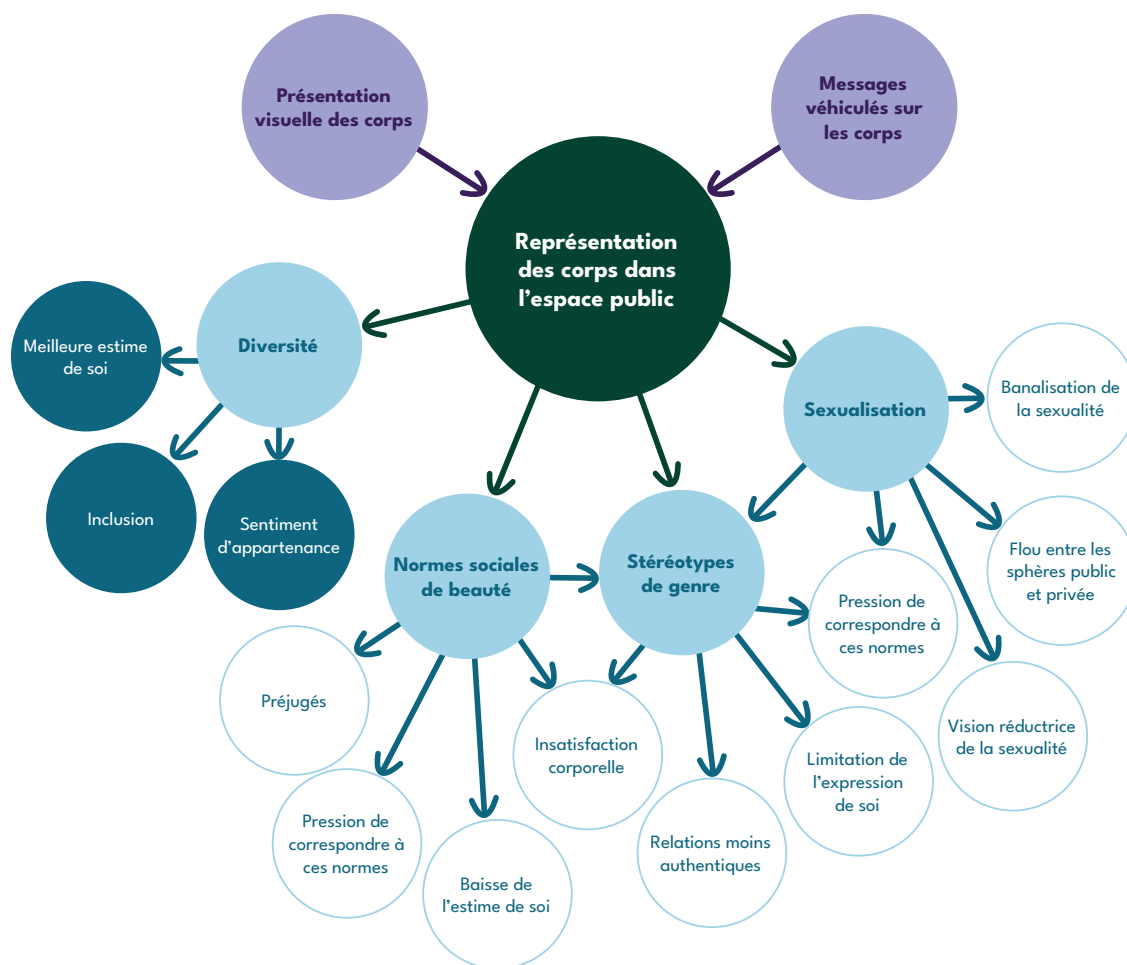 Présentation
visuelle des corps
Messages
véhiculés sur
les corps
Représentation
des corps dans
l’espace public
Diversité
Meilleure estime
de soi
Inclusion
Sentiment
d’appartenance
Sexualisation
Banalisation de
la sexualité
Flou entre les
sphères public
et privée
Normes sociales
de beauté
Stéréotypes
de genre
Pression de
correspondre à
ces normes
Vision réductrice
de la sexualité
Préjugés
Insatisfaction
corporelle
Limitation de
l’expression
de soi
Pression de
correspondre à
ces normes
Relations moins
authentiques
Baisse de
l’estime de soi